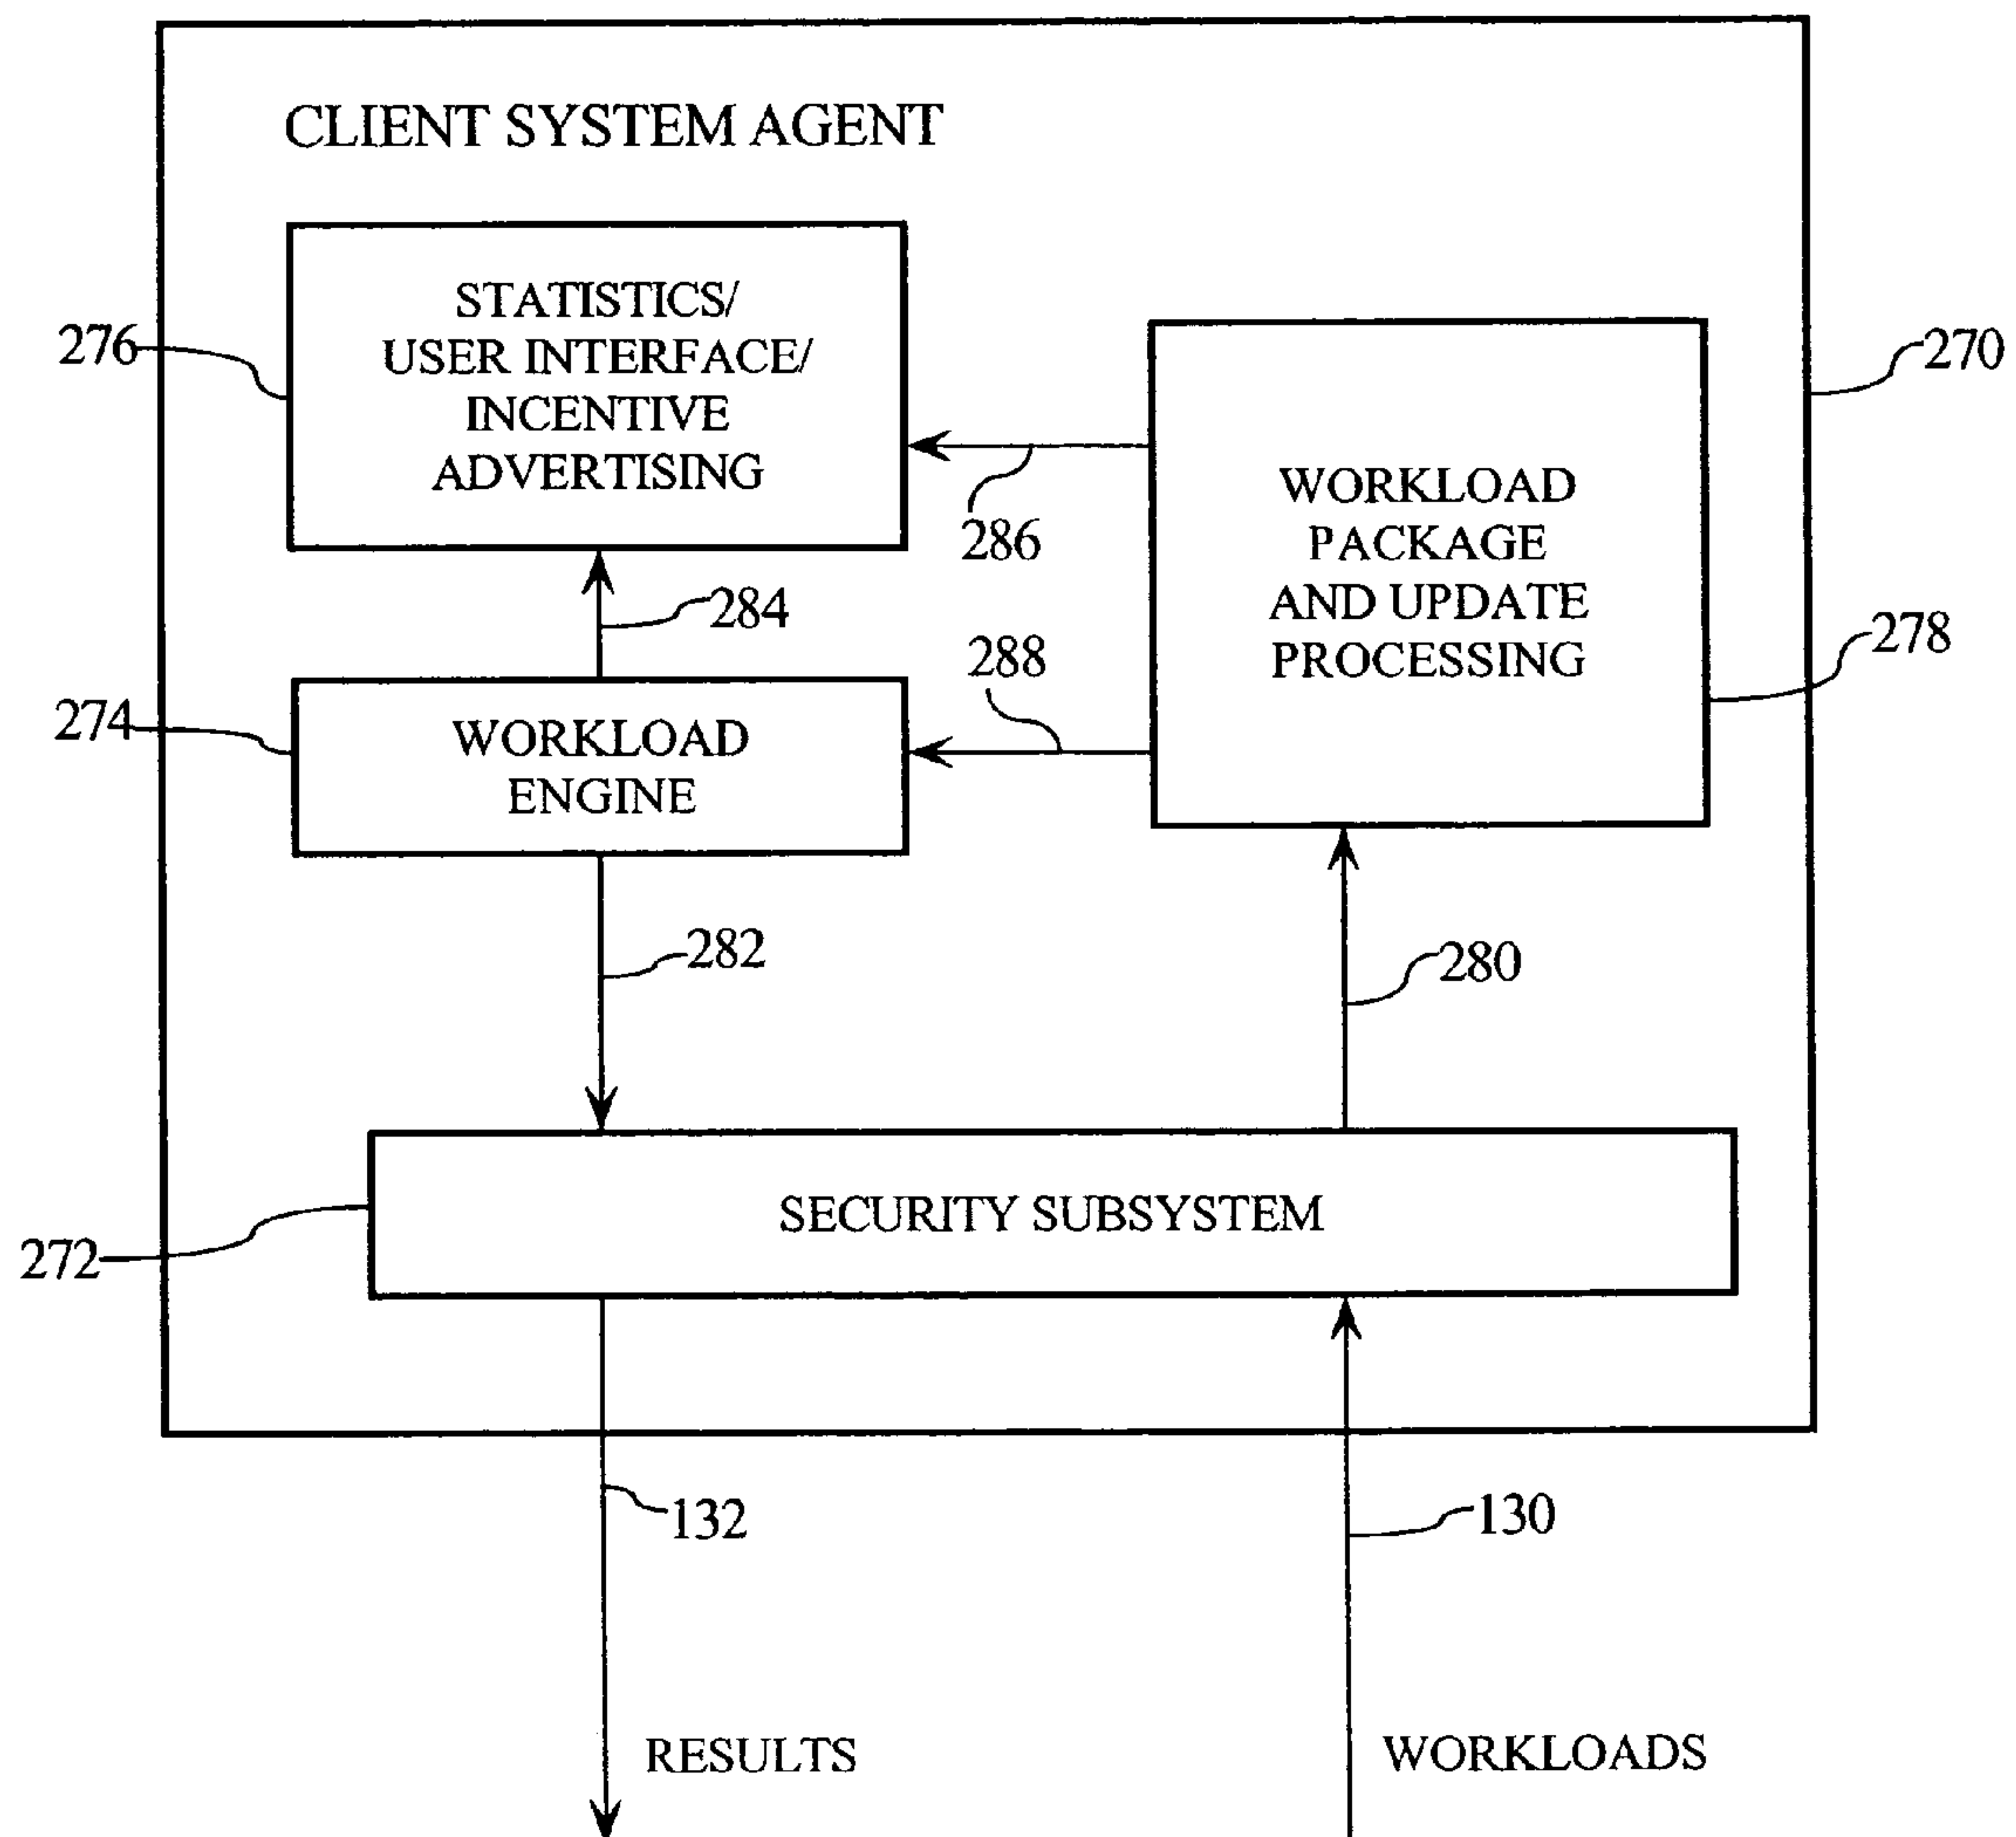 CLIENT SYSTEM AGENT
STATISTICS/
USER INTERFACE/
INCENTIVE
ADVERTISING
276
WORKLOAD
PACKAGE
AND UPDATE
PROCESSING
270
286
284
288
278
274
WORKLOAD
ENGINE
282
280
SECURITY SUBSYSTEM
272
132
130
RESULTS
WORKLOADS